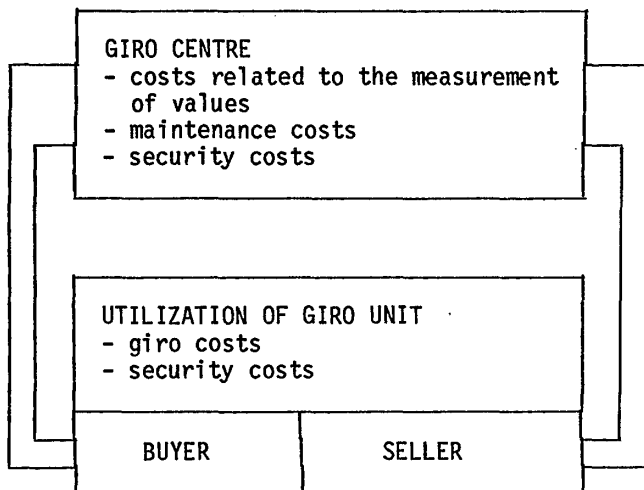 GIRO CENTRE
- costs related to the measurement
of values
- maintenance costs
- security costs
UTILIZATION OF GIRO UNIT
- giro costs
- security costs
BUYER
SELLER